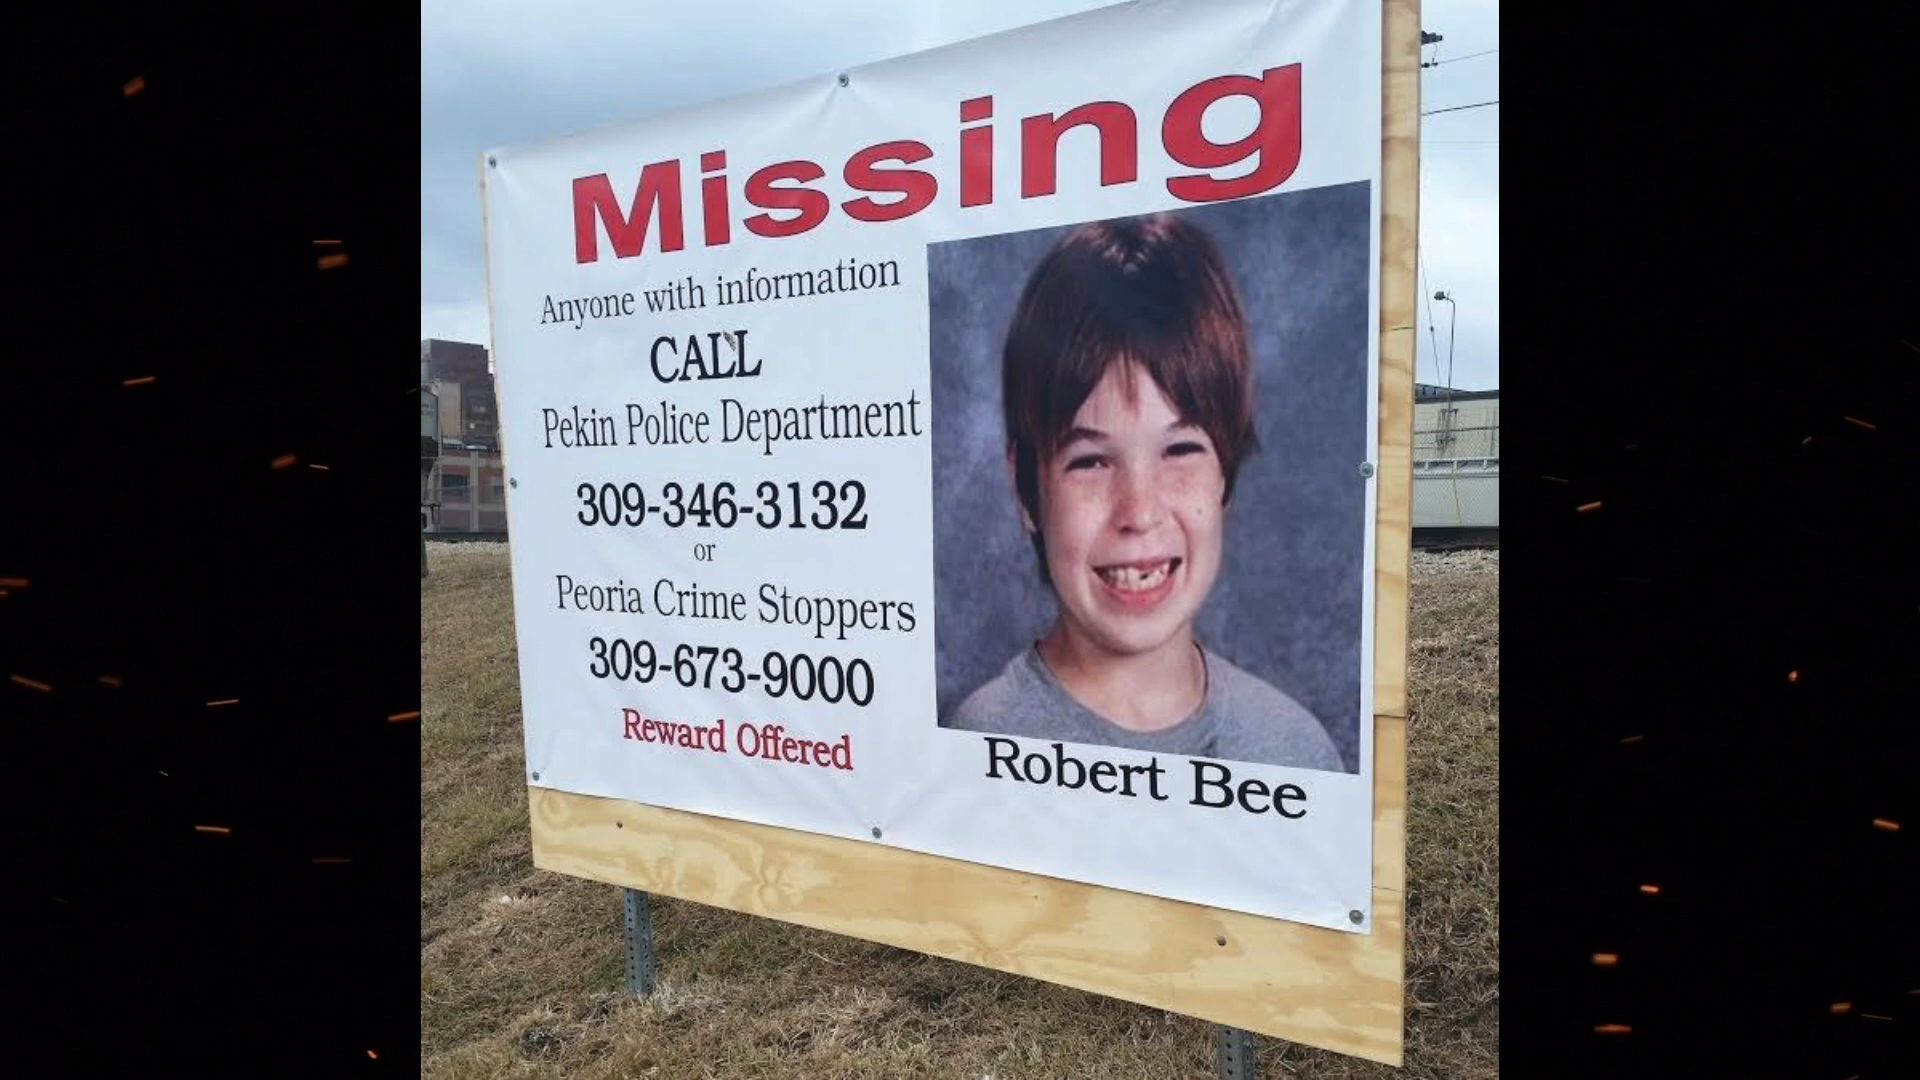 Missing
Anyone with information
CALL
Pekin Police Department
309-346-3132
or
Peoria Crime Stoppers
309-673-9000
Reward Offered
Robert Bee